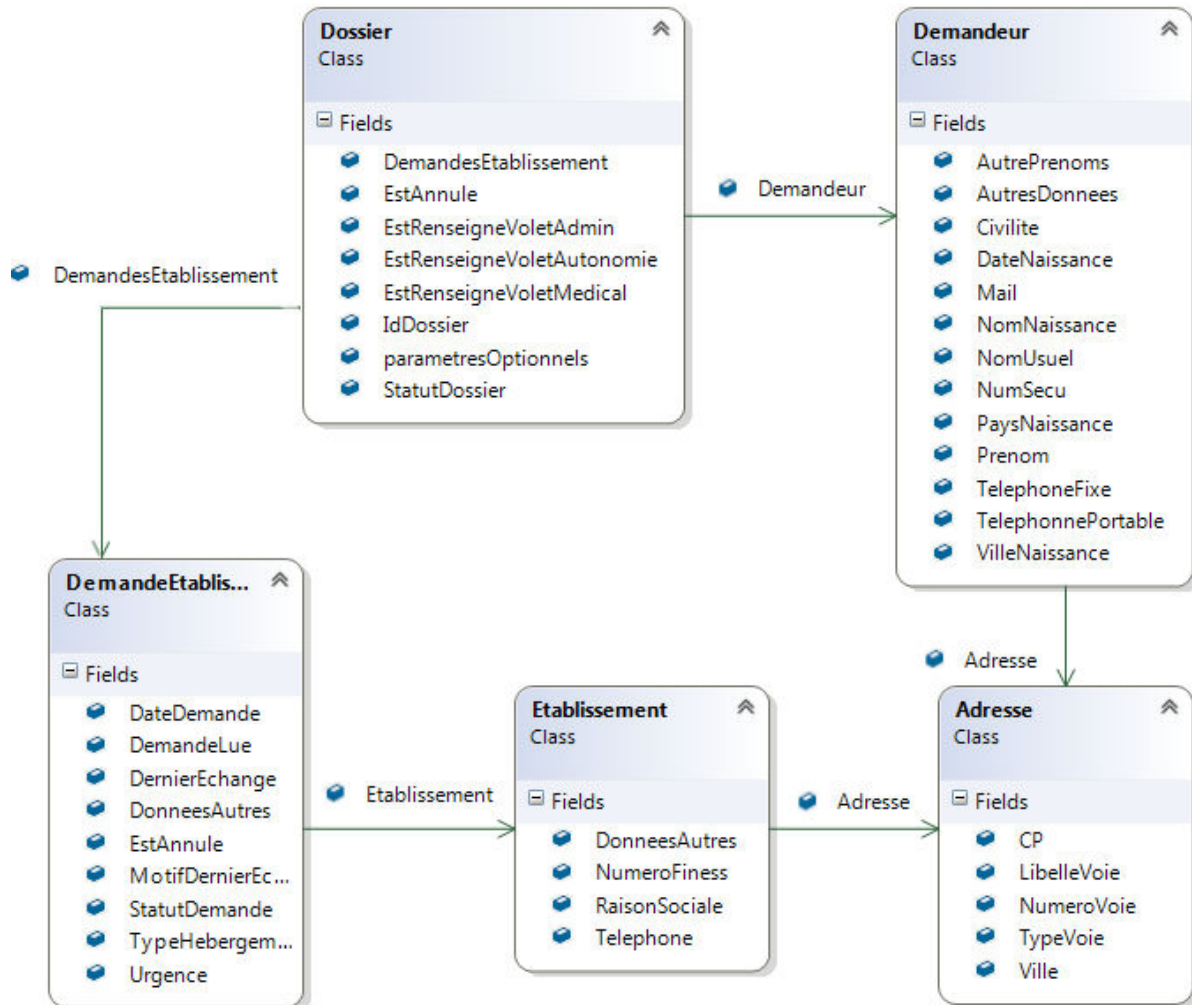 Dossier
Class
Fields
DemandesEtablissement
EstAnnule
EstRenseigneVoletAdmin
EstRenseigneVoletAutonomie
EstRenseigneVoletMedical
IdDossier
parametresOptionnels
StatutDossier
Demandeur
Demandeur
Class
Fields
AutrePrenoms
AutresDonnees
Civilite
DateNaissance
Mail
NomNaissance
NomUsuel
NumSecu
PaysNaissance
Prenom
TelephoneFixe
TelephonnePortable
VilleNaissance
DemandesEtablissement
DemandeEtablis...
Class
Fields
DateDemande
DemandeLue
DernierEchange
DonneesAutres
EstAnnule
MotifDernierEc...
StatutDemande
TypeHebergem...
Urgence
Etablissement
Etablissement
Class
Fields
DonneesAutres
NumeroFiness
RaisonSociale
Telephone
Adresse
Adresse
Adresse
Class
Fields
CP
LibelleVoie
NumeroVoie
TypeVoie
Ville